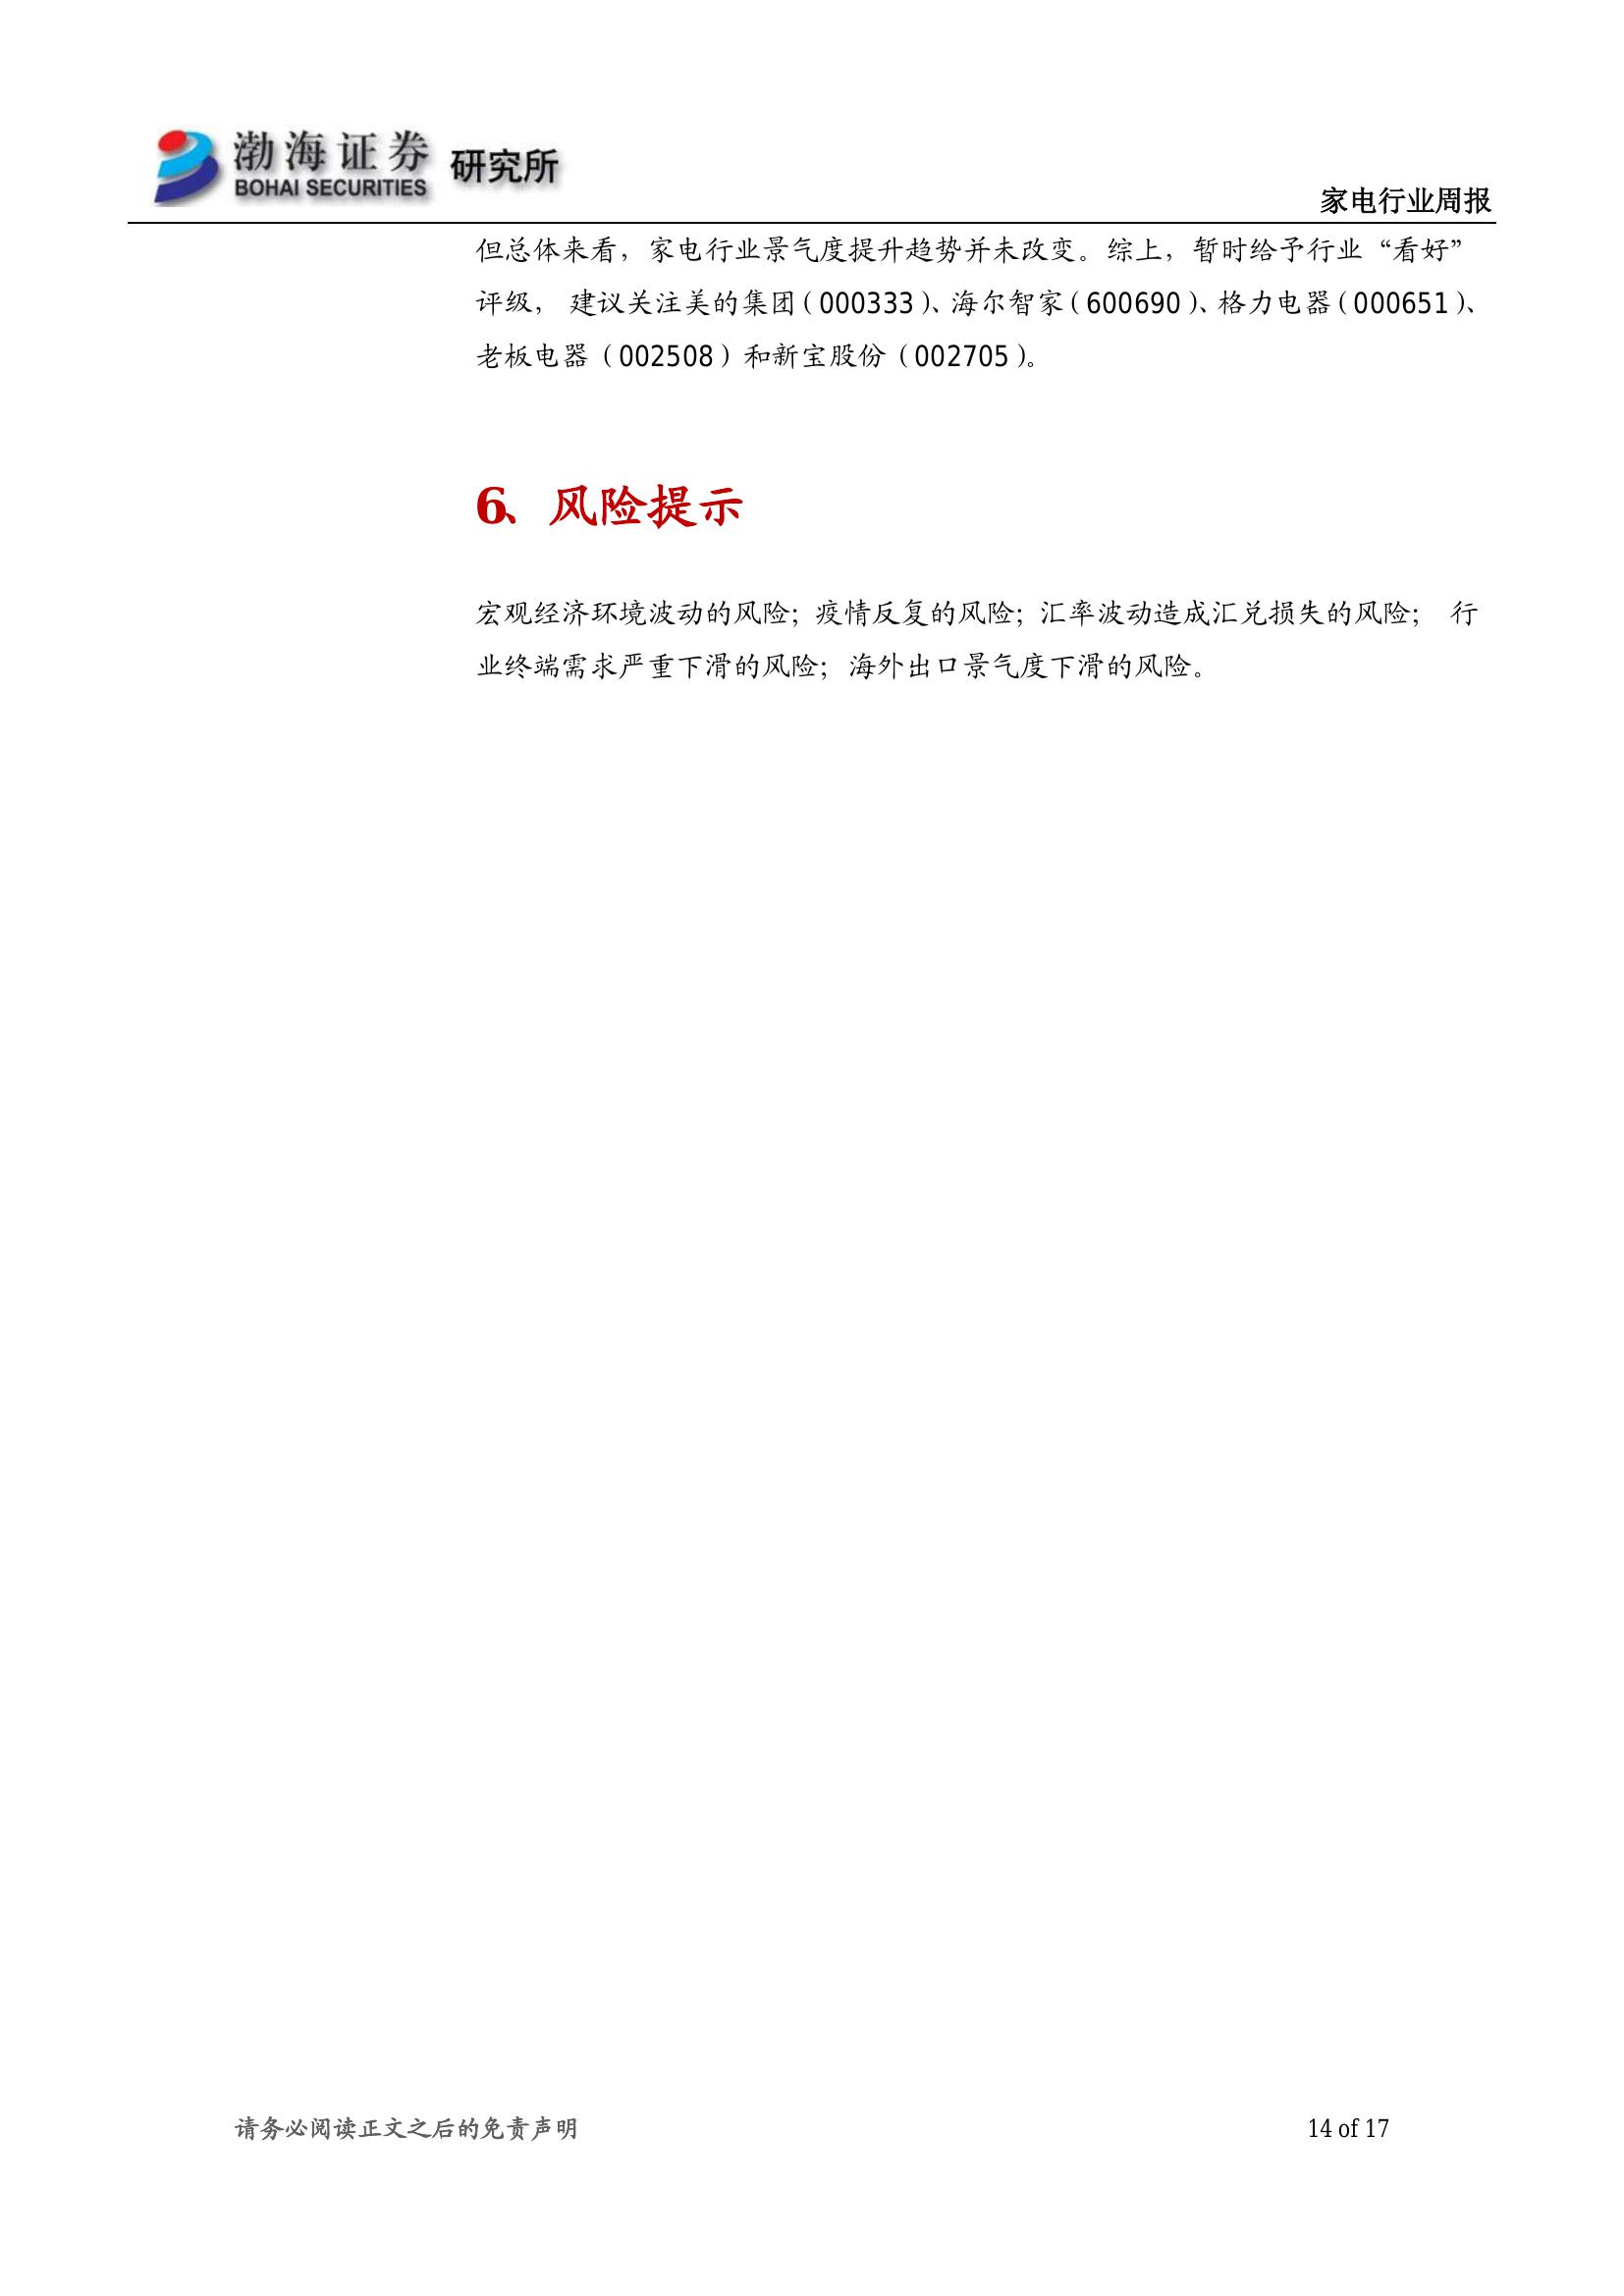 渤海证券
BOHAI SECURITIES
研究所
家电行业周报
但总体来看，家电行业景气度提升趋势并未改变。综上，暂时给予行业“看好”
评级， 建议关注美的集团（000333）、海尔智家（600690）、格力电器（000651）、
老板电器（002508）和新宝股份（002705）。
6、 风险提示
宏观经济环境波动的风险；疫情反复的风险；汇率波动造成汇兑损失的风险； 行
业终端需求严重下滑的风险；海外出口景气度下滑的风险。
请务必阅读正文之后的免责声明
14 of 17